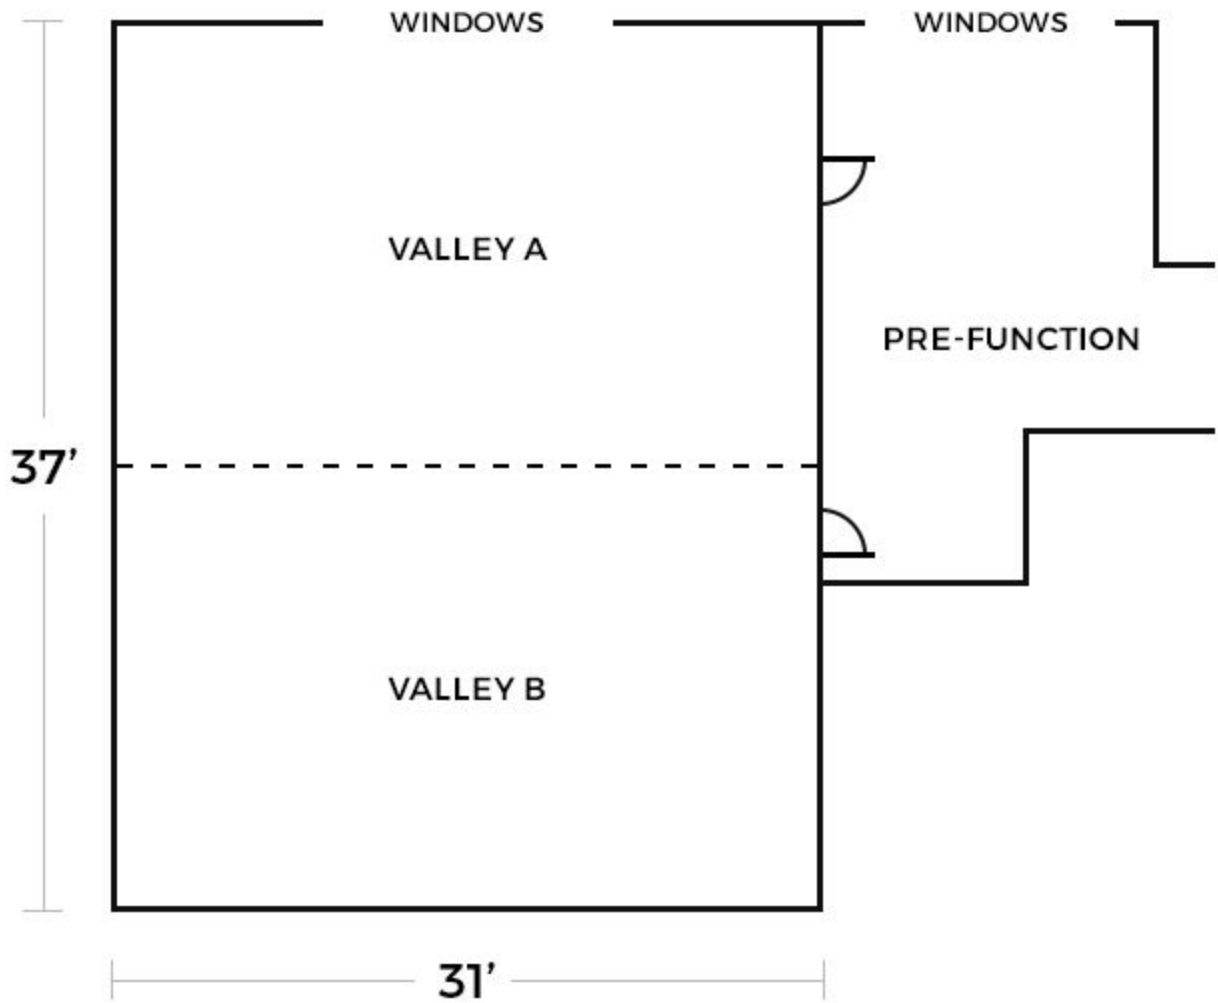 WINDOWS
WINDOWS
VALLEY A
PRE-FUNCTION
37’
VALLEY B
31’